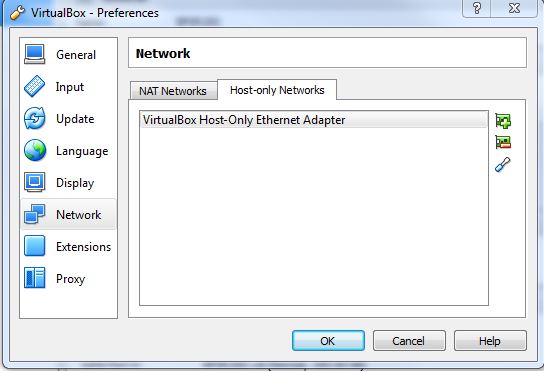 VirtualBox - Preferences
?
General
Input
Update
Language
Display
Network
Extensions
Proxy
Network
NAT Networks
Host-only Networks
VirtualBox Host-Only Ethernet Adapter
OK
Cancel
Help